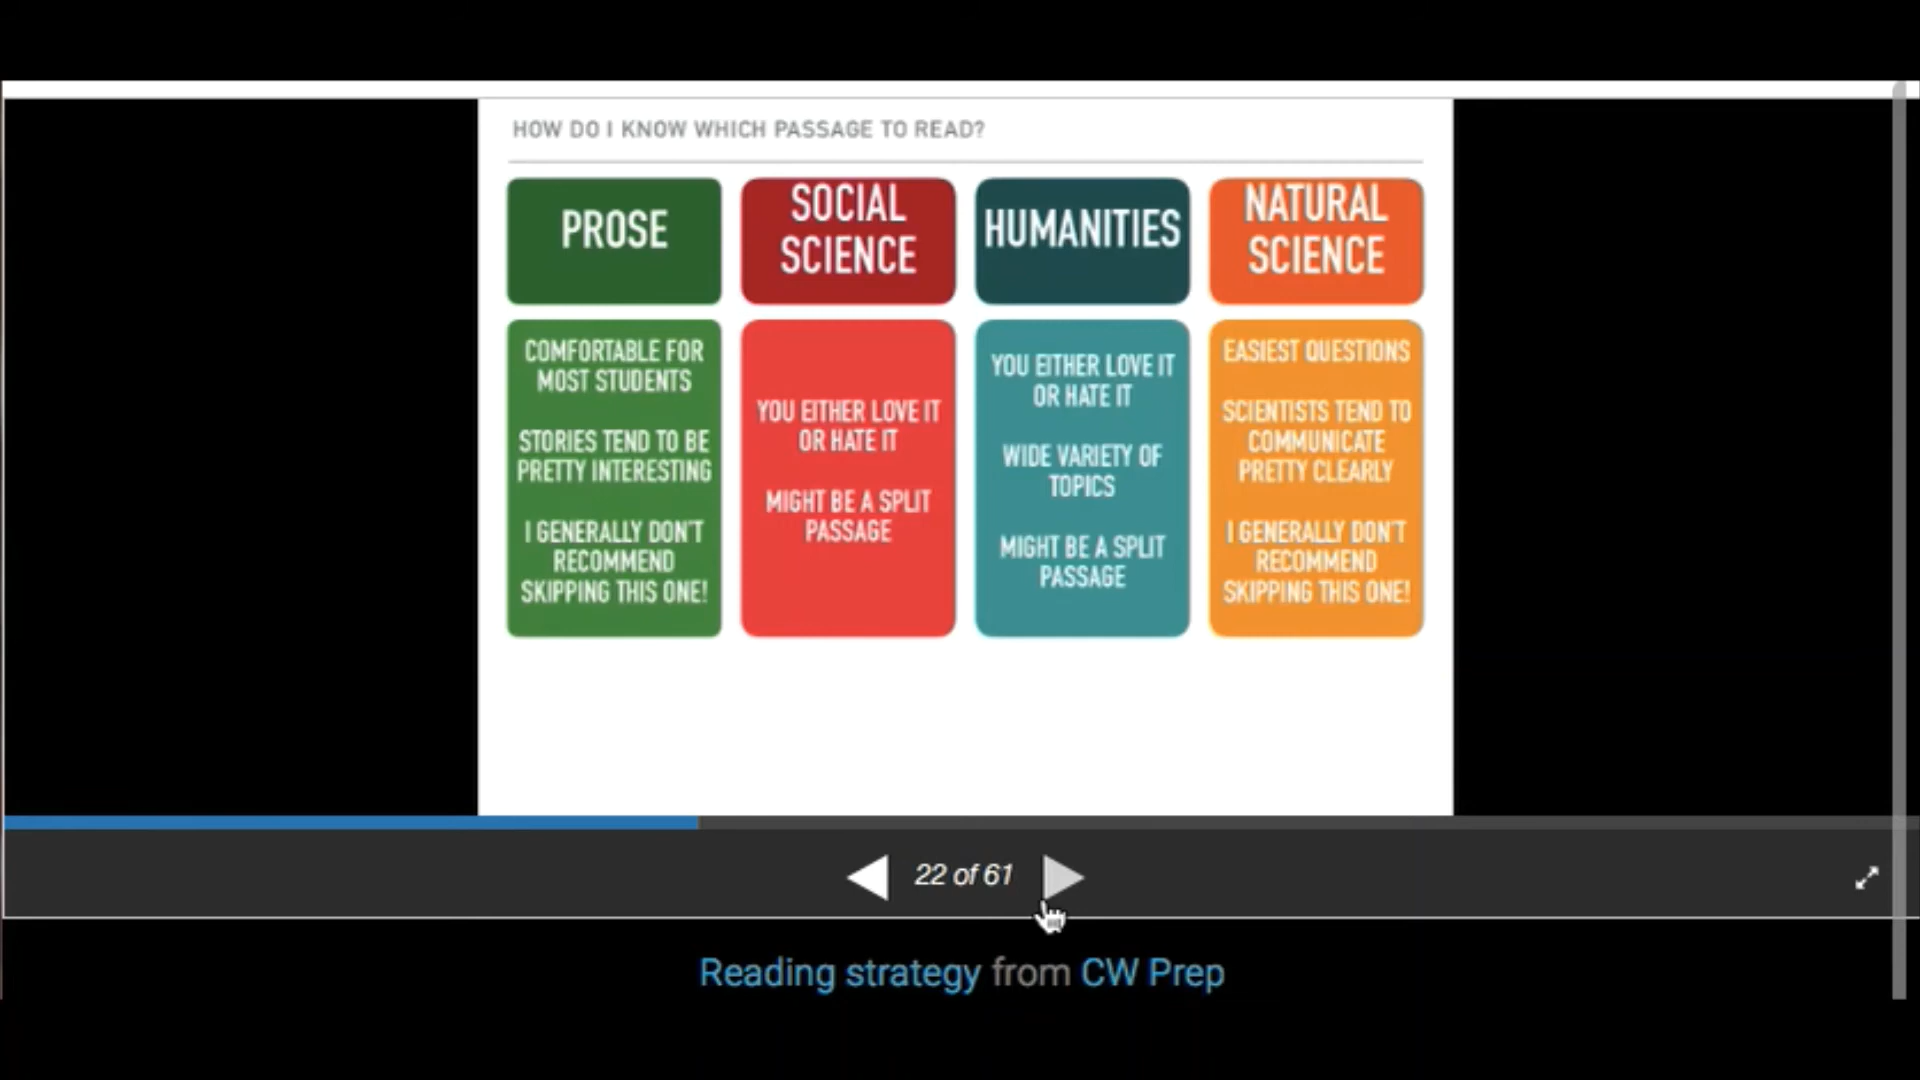 HOW DO I KNOW WHICH PASSAGE TO READ?
PROSE
COMFORTABLE FOR
MOST STUDENTS
STORIES TEND TO BE
PRETTY INTERESTING
I GENERALLY DON'T
RECOMMEND
SKIPPING THIS ONE!
SOCIAL
SCIENCE
YOU EITHER LOVE IT
OR HATE IT
MIGHT BE A SPLIT
PASSAGE
HUMANITIES
YOU EITHER LOVE IT
OR HATE IT
WIDE VARIETY OF
TOPICS
MIGHT BE A SPLIT
PASSAGE
NATURAL
SCIENCE
EASIEST QUESTIONS
SCIENTISTS TEND TO
COMMUNICATE
PRETTY CLEARLY
I GENERALLY DON'T
RECOMMEND
SKIPPING THIS ONE!
22 of 61
Reading strategy from CW Prep